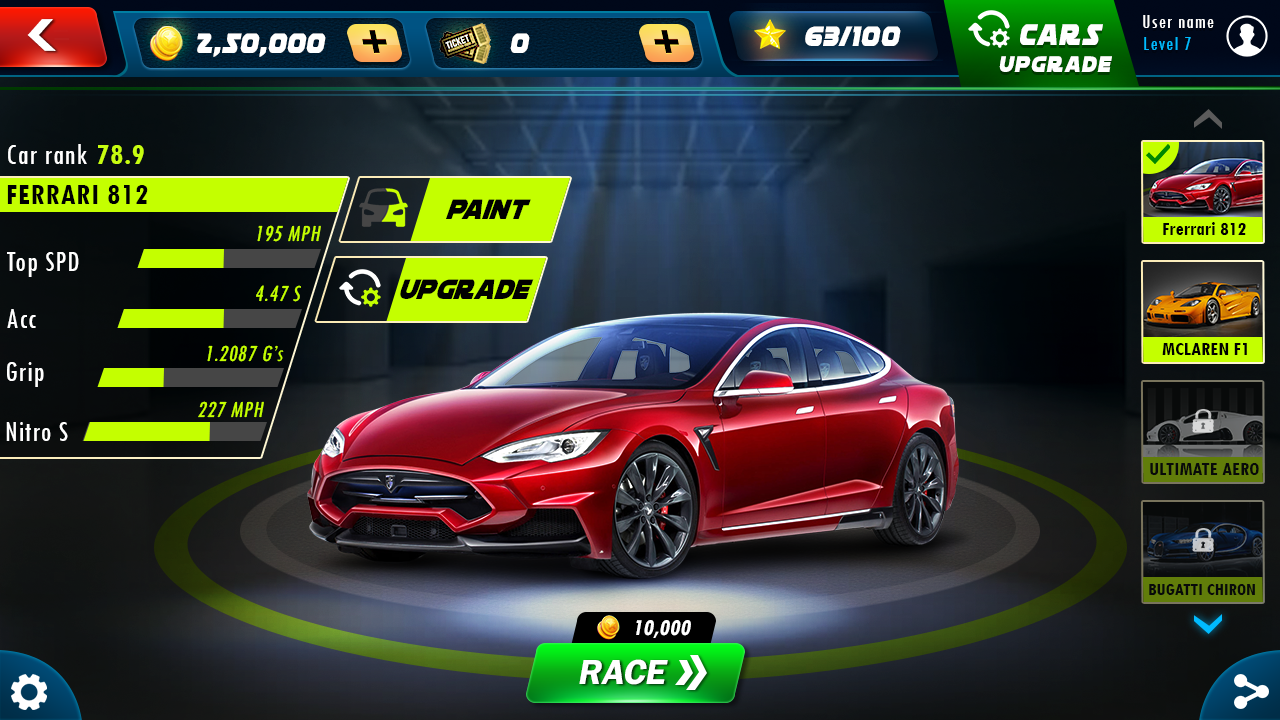 2,50,000
TICKET
0
63/100
CARS
UPGRADE
User name
Level 7
Car rank 78.9
FERRARI 812
195 MPH
Top SPD
4.47 S
Acc
1.2087 G's
Grip
227 MPH
Nitro S
PAINT
UPGRADE
Frerrari 812
MCLAREN F1
ULTIMATE AERO
BUGATTI CHIRON
10,000
RACE